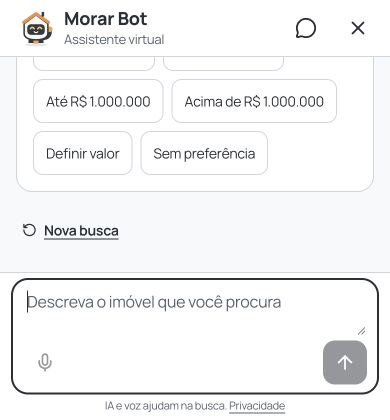 Morar Bot
Assistente virtual
Até R$ 1.000.000
Acima de R$ 1.000.000
Definir valor
Sem preferência
Nova busca
Descreva o imóvel que você procura
IA e voz ajudam na busca. Privacidade